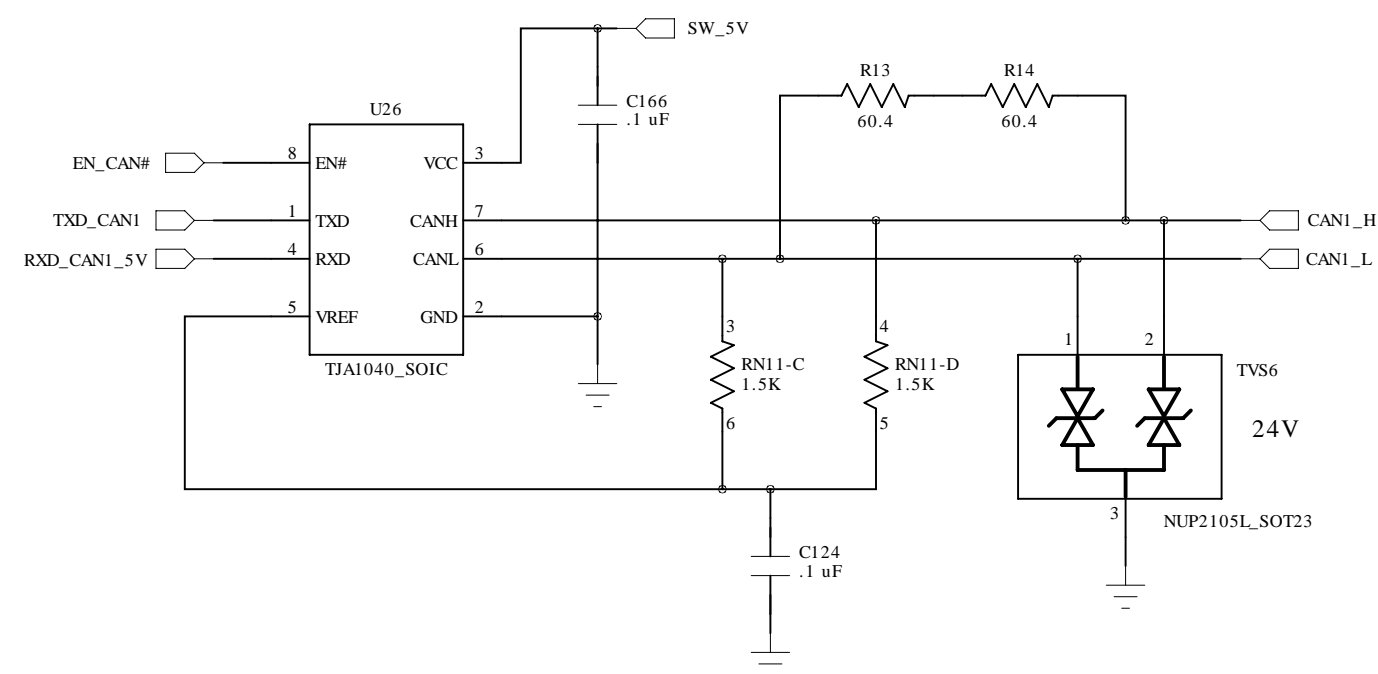 SW_5V
R13
R14
60.4
60.4
C166
.1 uF
U26
EN_CAN#
8
EN#
VCC
3
TXD_CAN1
1
TXD
CANH
7
CAN1_H
RXD_CAN1_5V
4
RXD
CANL
6
CAN1_L
5
VREF
GND
2
TJA1040_SOIC
3
RN11-C
1.5K
6
4
RN11-D
1.5K
5
1
2
TVS6
24V
3
NUP2105L_SOT23
C124
.1 uF